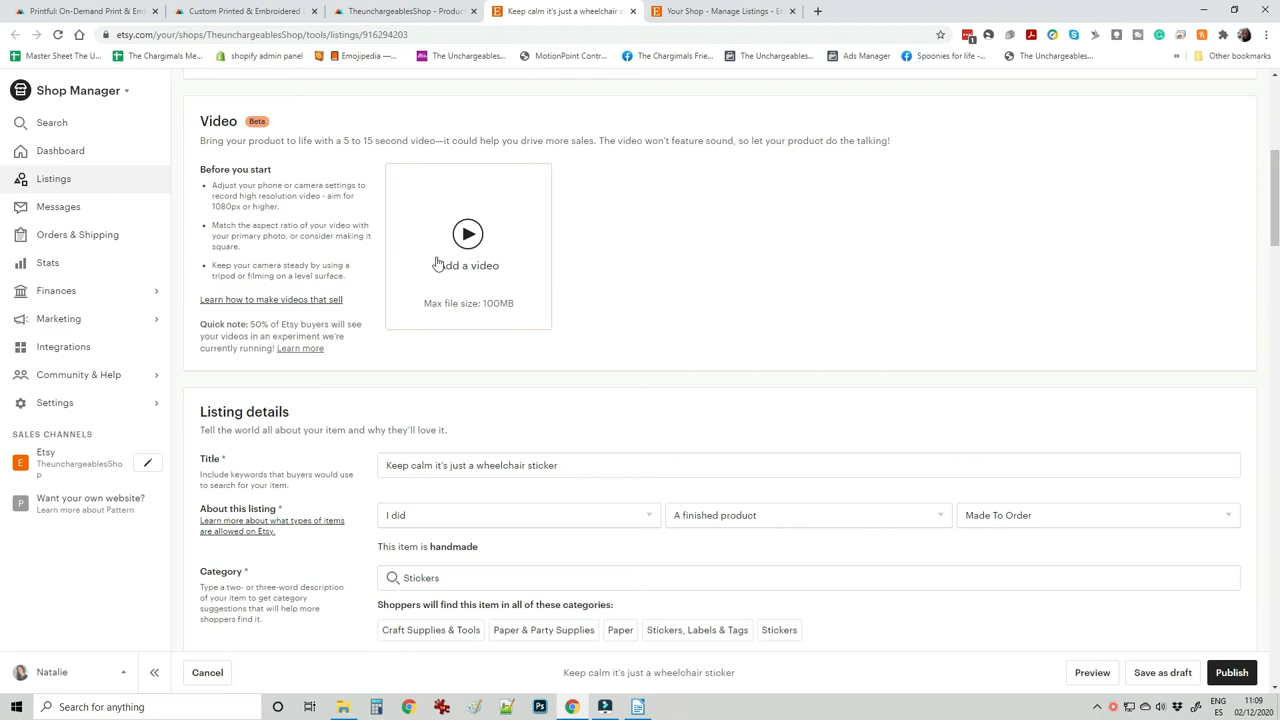 Printful: On-Demand Print & Emb
Custom Printed & Embroidered
TheunchargeablesShop - Produc
Keep calm it's just a wheelchair s
Your Shop - Manage Listings - Et
etsy.com/your/shops/TheunchargeablesShop/tools/listings/916294203
Master Sheet The U...
The Chargimals Me...
shopify admin panel
Emojipedia —...
The Unchargeables...
MotionPoint Contr...
The Chargimals Frie...
The Unchargeables...
Ads Manager
Spoonies for life -...
The Unchargeables...
»
Other bookmarks
Shop Manager
Search
Dashboard
Listings
Messages
Orders & Shipping
Stats
Finances
Marketing
Integrations
Community & Help
Settings
SALES CHANNELS
E
Etsy
TheunchargeablesSho
p
P
Want your own website?
Learn more about Pattern
Natalie
Video Beta
Bring your product to life with a 5 to 15 second video—it could help you drive more sales. The video won't feature sound, so let your product do the talking!
Before you start
• Adjust your phone or camera settings to
record high resolution video - aim for
1080px or higher.
• Match the aspect ratio of your video with
your primary photo, or consider making it
square.
• Keep your camera steady by using a
tripod or filming on a level surface.
Learn how to make videos that sell
Quick note: 50% of Etsy buyers will see
your videos in an experiment we're
currently running! Learn more
dd a video
Max file size: 100MB
Listing details
Tell the world all about your item and why they'll love it.
Title *
Include keywords that buyers would use
to search for your item.
Keep calm it's just a wheelchair sticker
About this listing *
Learn more about what types of items
are allowed on Etsy.
I did
A finished product
Made To Order
This item is handmade
Category *
Type a two- or three-word description
of your item to get category
suggestions that will help more
shoppers find it.
Stickers
Shoppers will find this item in all of these categories:
Craft Supplies & Tools
Paper & Party Supplies
Paper
Stickers, Labels & Tags
Stickers
Cancel
Keep calm it's just a wheelchair sticker
Preview
Save as draft
Publish
Search for anything
ENG
ES
11:09
02/12/2020